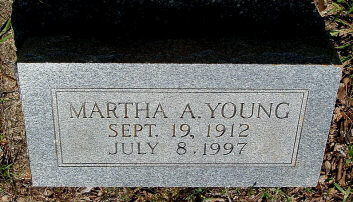 MARTHA A. YOUNG
SEPT. 19, 1912
JULY 8, 1997